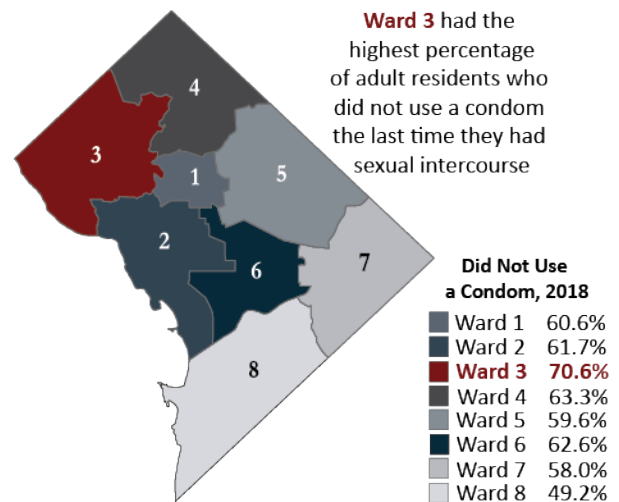 Ward 3 had the
highest percentage
of adult residents who
did not use a condom
the last time they had
sexual intercourse
4
3
1
5
2
6
7
8
Did Not Use
a Condom, 2018
Ward 1 60.6%
Ward 2 61.7%
Ward 3 70.6%
Ward 4 63.3%
Ward 5 59.6%
Ward 6 62.6%
Ward 7 58.0%
Ward 8 49.2%